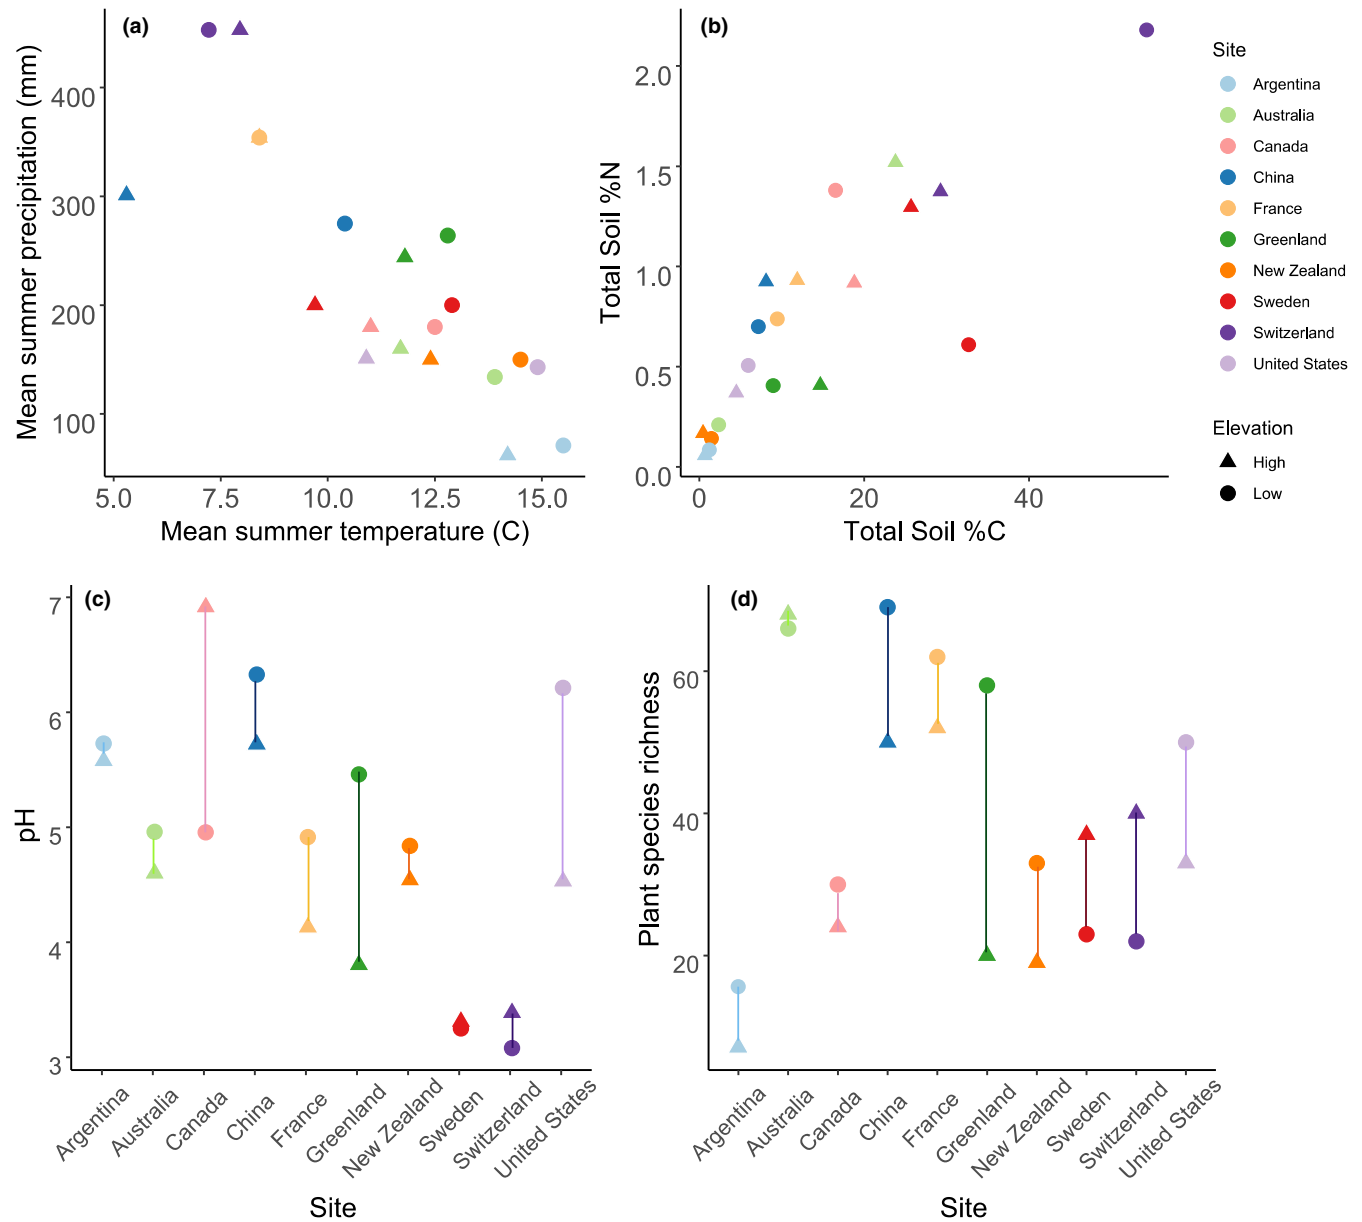 (a)
Mean summer precipitation (mm)
400
300
200
100
5.0 7.5 10.0 12.5 15.0
Mean summer temperature (C)
(b)
Total Soil %N
2.0
1.5
1.0
0.5
0.0
0 20 40
Total Soil %C
Site
Argentina
Australia
Canada
China
France
Greenland
New Zealand
Sweden
Switzerland
United States
Elevation
High
Low
(c)
pH
7
6
5
4
3
Argentina Australia Canada China France Greenland New Zealand Sweden Switzerland United States
Site
(d)
Plant species richness
60
40
20
Argentina Australia Canada China France Greenland New Zealand Sweden Switzerland United States
Site